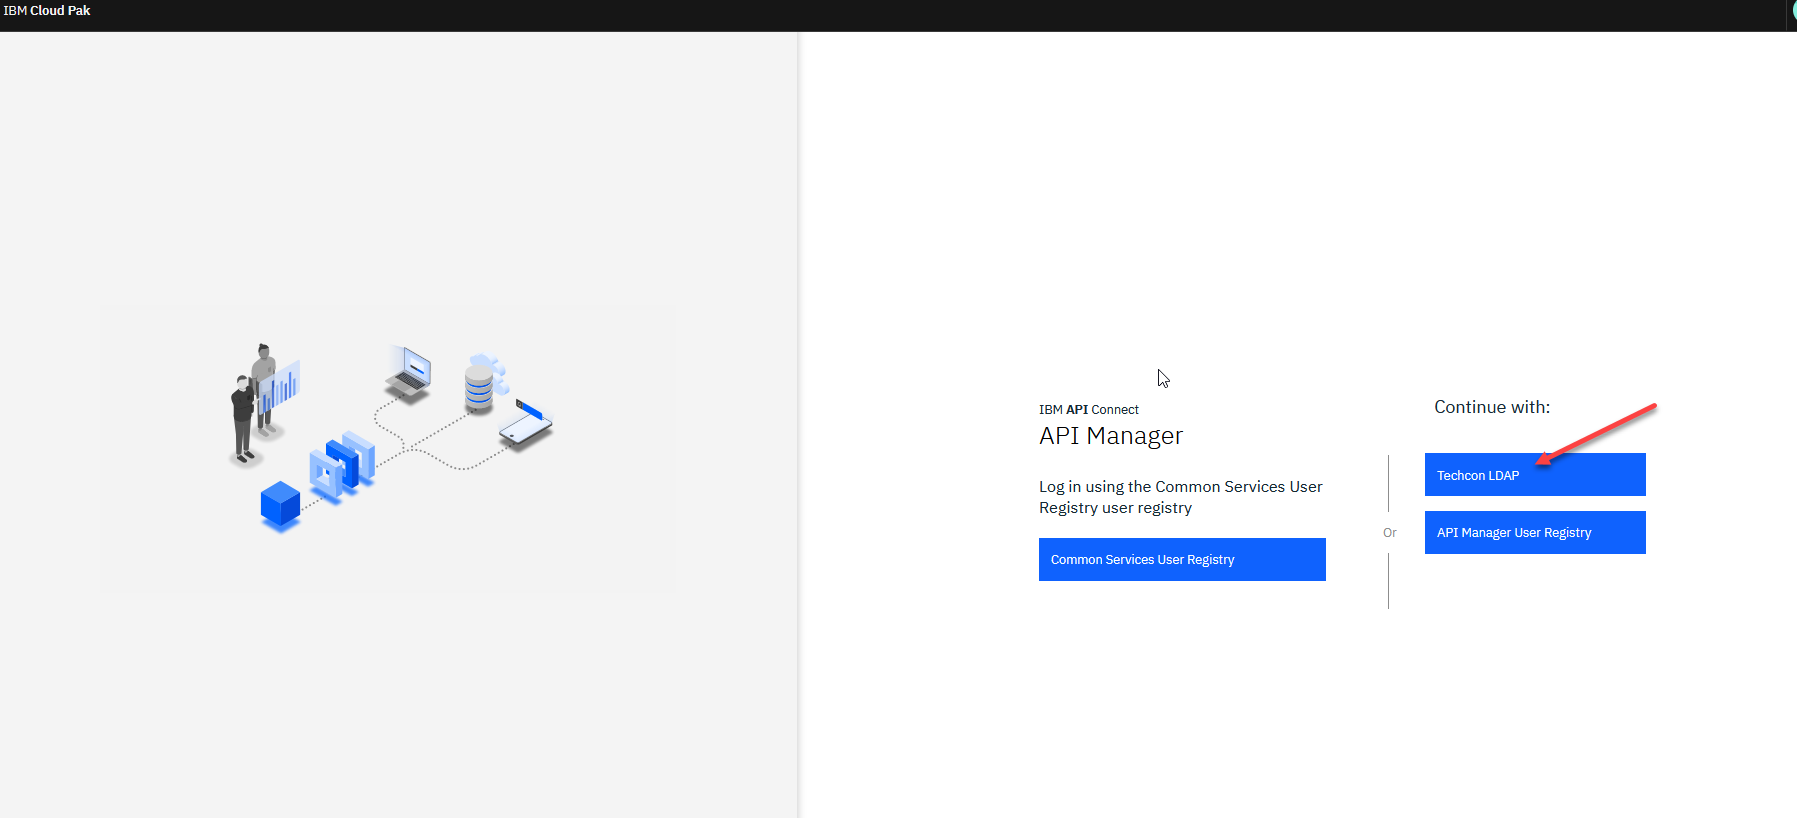 IBM Cloud Pak
IBM API Connect
API Manager
Log in using the Common Services User
Registry user registry
Common Services User Registry
Or
Continue with:
Techcon LDAP
API Manager User Registry